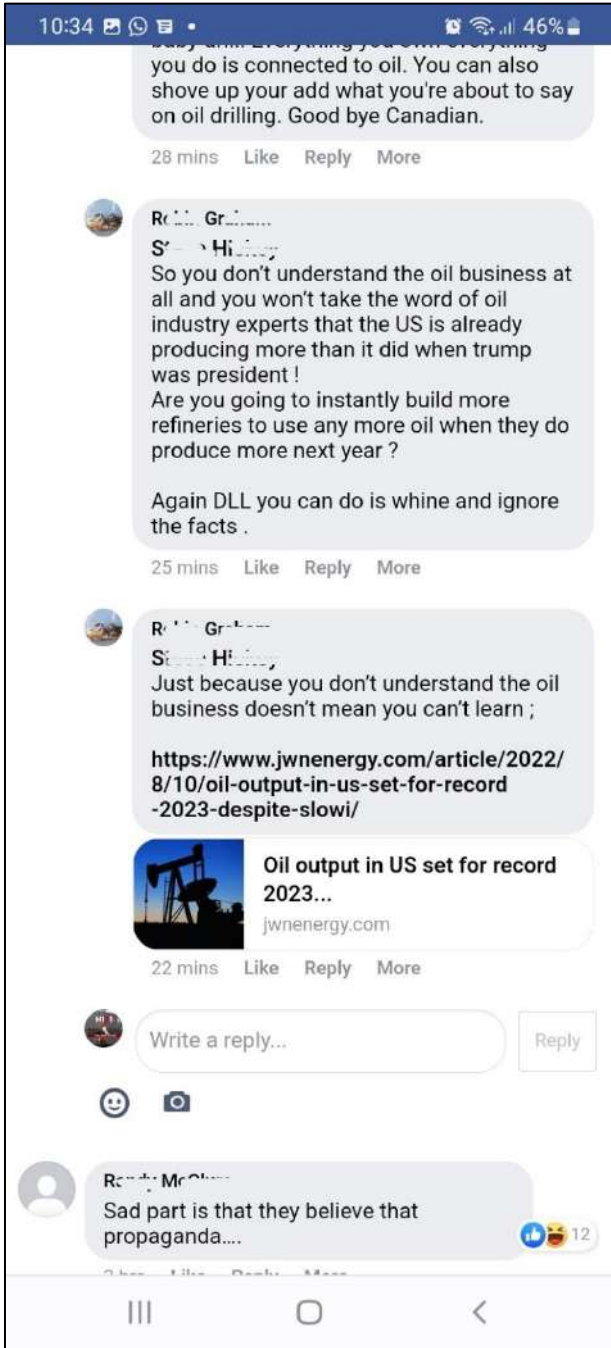 10:34
46%
you do is connected to oil. You can also
shove up your add what you're about to say
on oil drilling. Good bye Canadian.
28 mins Like Reply More
So you don't understand the oil business at
all and you won't take the word of oil
industry experts that the US is already
producing more than it did when trump
was president !
Are you going to instantly build more
refineries to use any more oil when they do
produce more next year ?
Again DLL you can do is whine and ignore
the facts .
25 mins Like Reply More
Just because you don't understand the oil
business doesn't mean you can't learn ;
https://www.jwnenergy.com/article/2022/
8/10/oil-output-in-us-set-for-record
-2023-despite-slowi/
Oil output in US set for record
2023...
jwnenergy.com
22 mins Like Reply More
Write a reply...
Reply
Sad part is that they believe that
propaganda....
12